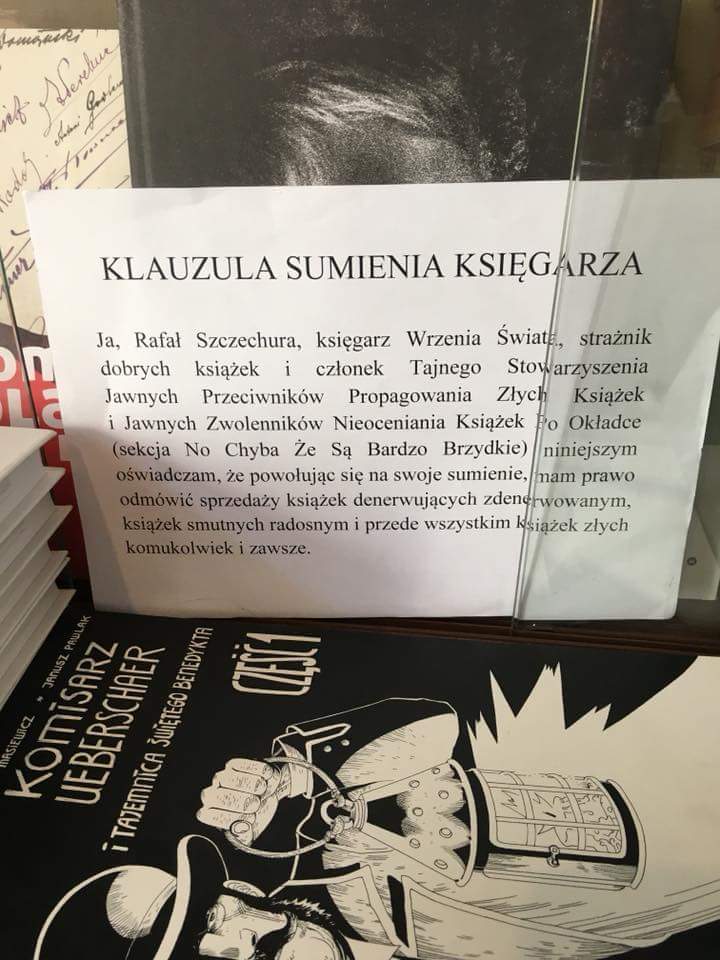 KLAUZULA SUMIENIA KSIĘGARZA
Ja, Rafał Szczechura, księgarz Wrzenia Świata, strażnik
dobrych książek i członek Tajnego Stowarzyszenia
Jawnych Przeciwników Propagowania Złych Książek
i Jawnych Zwolenników Nieoceniania Książek Po Okładce
(sekcja No Chyba Że Są Bardzo Brzydkie) niniejszym
oświadczam, że powołując się na swoje sumienie, mam prawo
odmówić sprzedaży książek denerwujących zdenerwowanym,
książek smutnych radosnym i przede wszystkim książek złych
komukolwiek i zawsze.
JANUSZ PAWLAK
KOMISARZ
UEBERSCHAER
i TAJEMNICA ŚWIĘTEGO BENEDYKTA
CZĘŚĆ 1